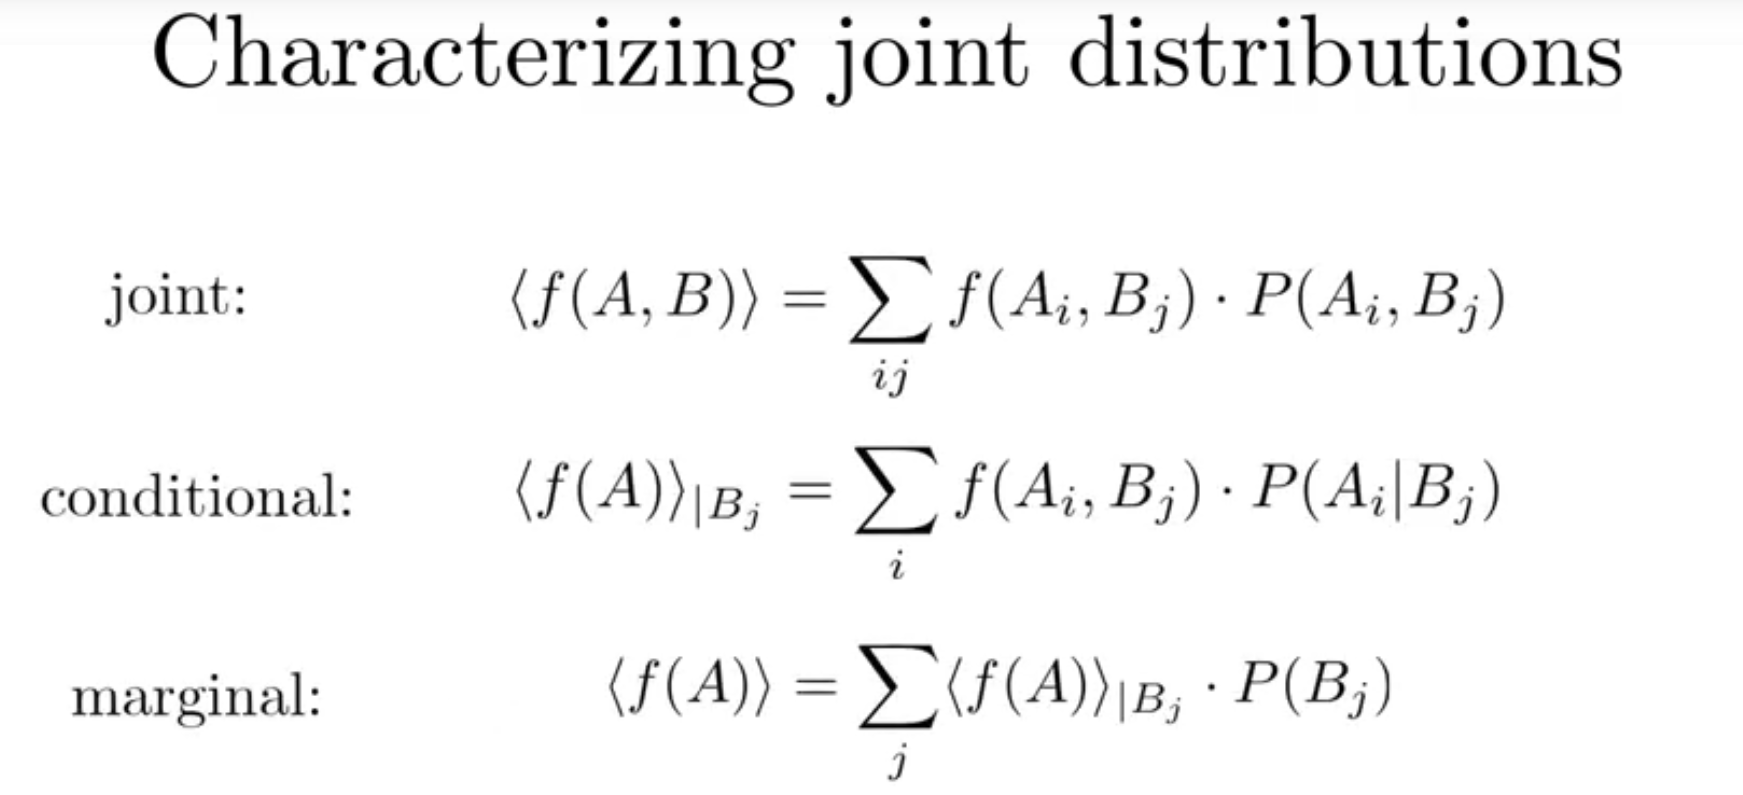 Characterizing joint distributions
joint: ⟨f(A, B)⟩ = ∑_{ij} f(A_i, B_j) · P(A_i, B_j)
conditional: ⟨f(A)⟩_{|B_j} = ∑_i f(A_i, B_j) · P(A_i|B_j)
marginal: ⟨f(A)⟩ = ∑_j ⟨f(A)⟩_{|B_j} · P(B_j)